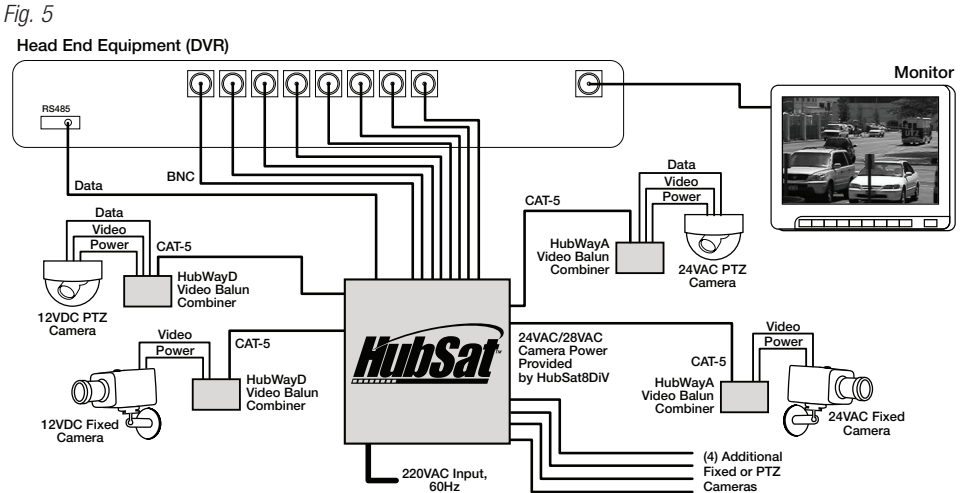 Fig. 5
Head End Equipment (DVR)
Monitor
RS485
BNC
Data
Data
Video
Power
CAT-5
HubWayA
Video Balun
Combiner
24VAC PTZ
Camera
Data
Video
Power
CAT-5
HubWayD
Video Balun
Combiner
12VDC PTZ
Camera
Video
Power
CAT-5
HubWayD
Video Balun
Combiner
12VDC Fixed
Camera
HubSat™
24VAC/28VAC
Camera Power
Provided
by HubSat8DiV
Video
Power
CAT-5
HubWayA
Video Balun
Combiner
24VAC Fixed
Camera
220VAC Input,
60Hz
(4) Additional
Fixed or PTZ
Cameras